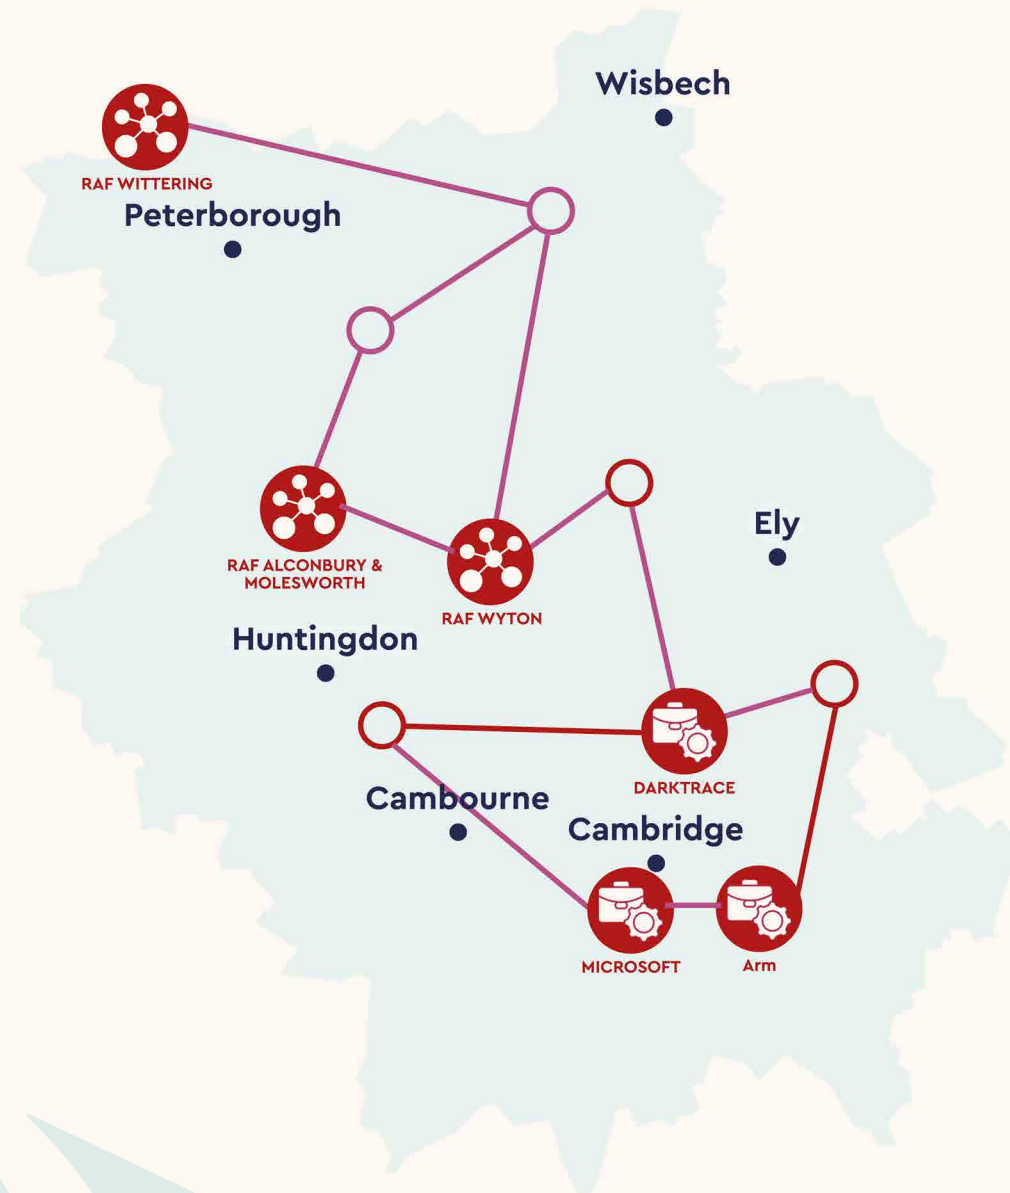 Wisbech
RAF WITTERING
Peterborough
Ely
RAF ALCONBURY &
MOLESWORTH
RAF WYTON
Huntingdon
DARKTRACE
Cambourne
Cambridge
MICROSOFT
Arm